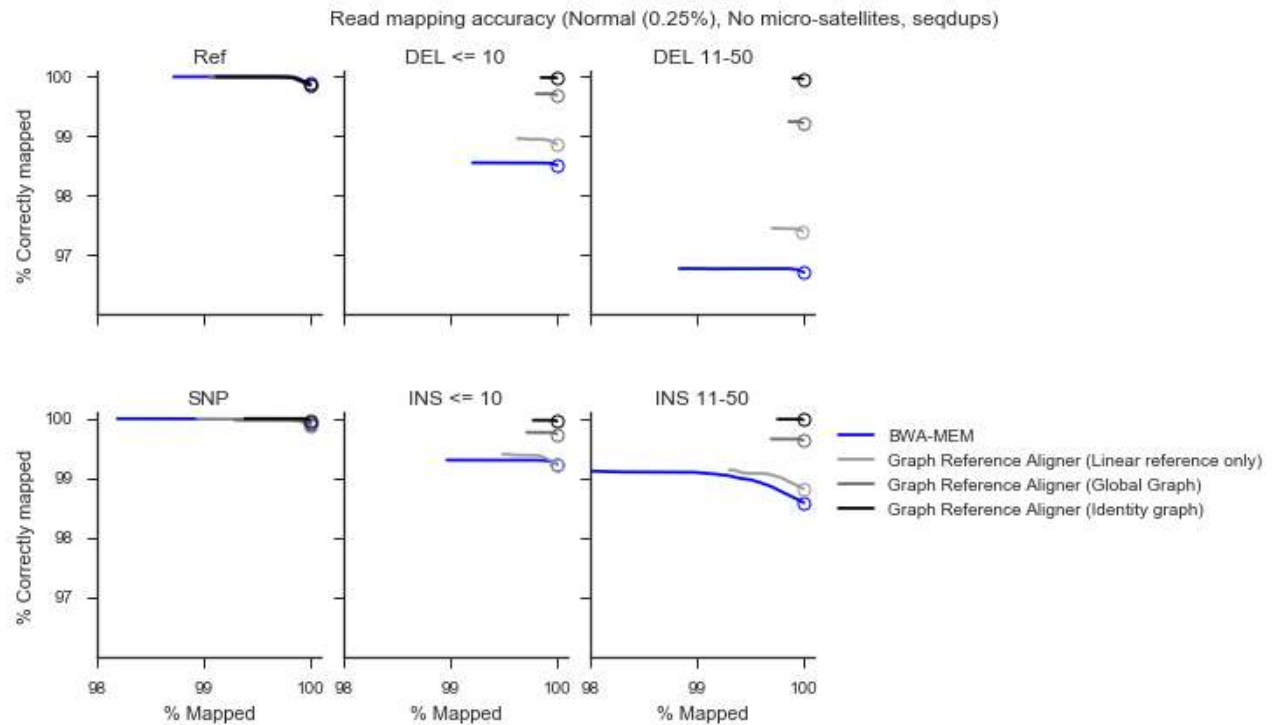 Read mapping accuracy (Normal (0.25%), No micro-satellites, seqdups)
Ref
DEL <= 10
DEL 11-50
% Correctly mapped
100
99
98
97
SNP
INS <= 10
INS 11-50
% Correctly mapped
100
99
98
97
98
99
100
98
99
100
98
99
100
% Mapped
% Mapped
% Mapped
BWA-MEM
Graph Reference Aligner (Linear reference only)
Graph Reference Aligner (Global Graph)
Graph Reference Aligner (Identity graph)